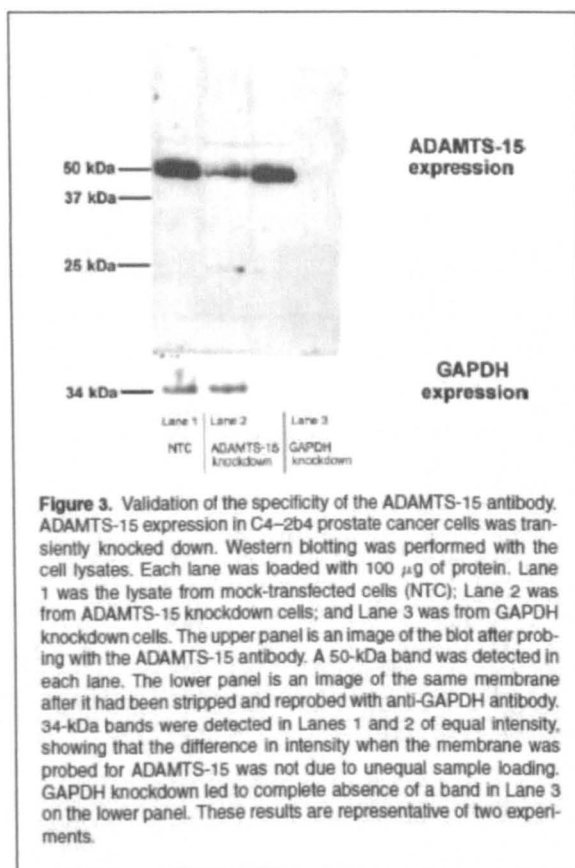 ADAMTS-15
expression
50 kDa
37 kDa
25 kDa
GAPDH
expression
34 kDa
Lane 1 Lane 2 Lane 3
NTC ADAMTS-15 GAPDH
knockdown knockdown
Figure 3. Validation of the specificity of the ADAMTS-15 antibody.
ADAMTS-15 expression in C4–2b4 prostate cancer cells was tran-
siently knocked down. Western blotting was performed with the
cell lysates. Each lane was loaded with 100 μg of protein. Lane
1 was the lysate from mock-transfected cells (NTC); Lane 2 was
from ADAMTS-15 knockdown cells; and Lane 3 was from GAPDH
knockdown cells. The upper panel is an image of the blot after prob-
ing with the ADAMTS-15 antibody. A 50-kDa band was detected in
each lane. The lower panel is an image of the same membrane
after it had been stripped and reprobed with anti-GAPDH antibody.
34-kDa bands were detected in Lanes 1 and 2 of equal intensity,
showing that the difference in intensity when the membrane was
probed for ADAMTS-15 was not due to unequal sample loading.
GAPDH knockdown led to complete absence of a band in Lane 3
on the lower panel. These results are representative of two experi-
ments.